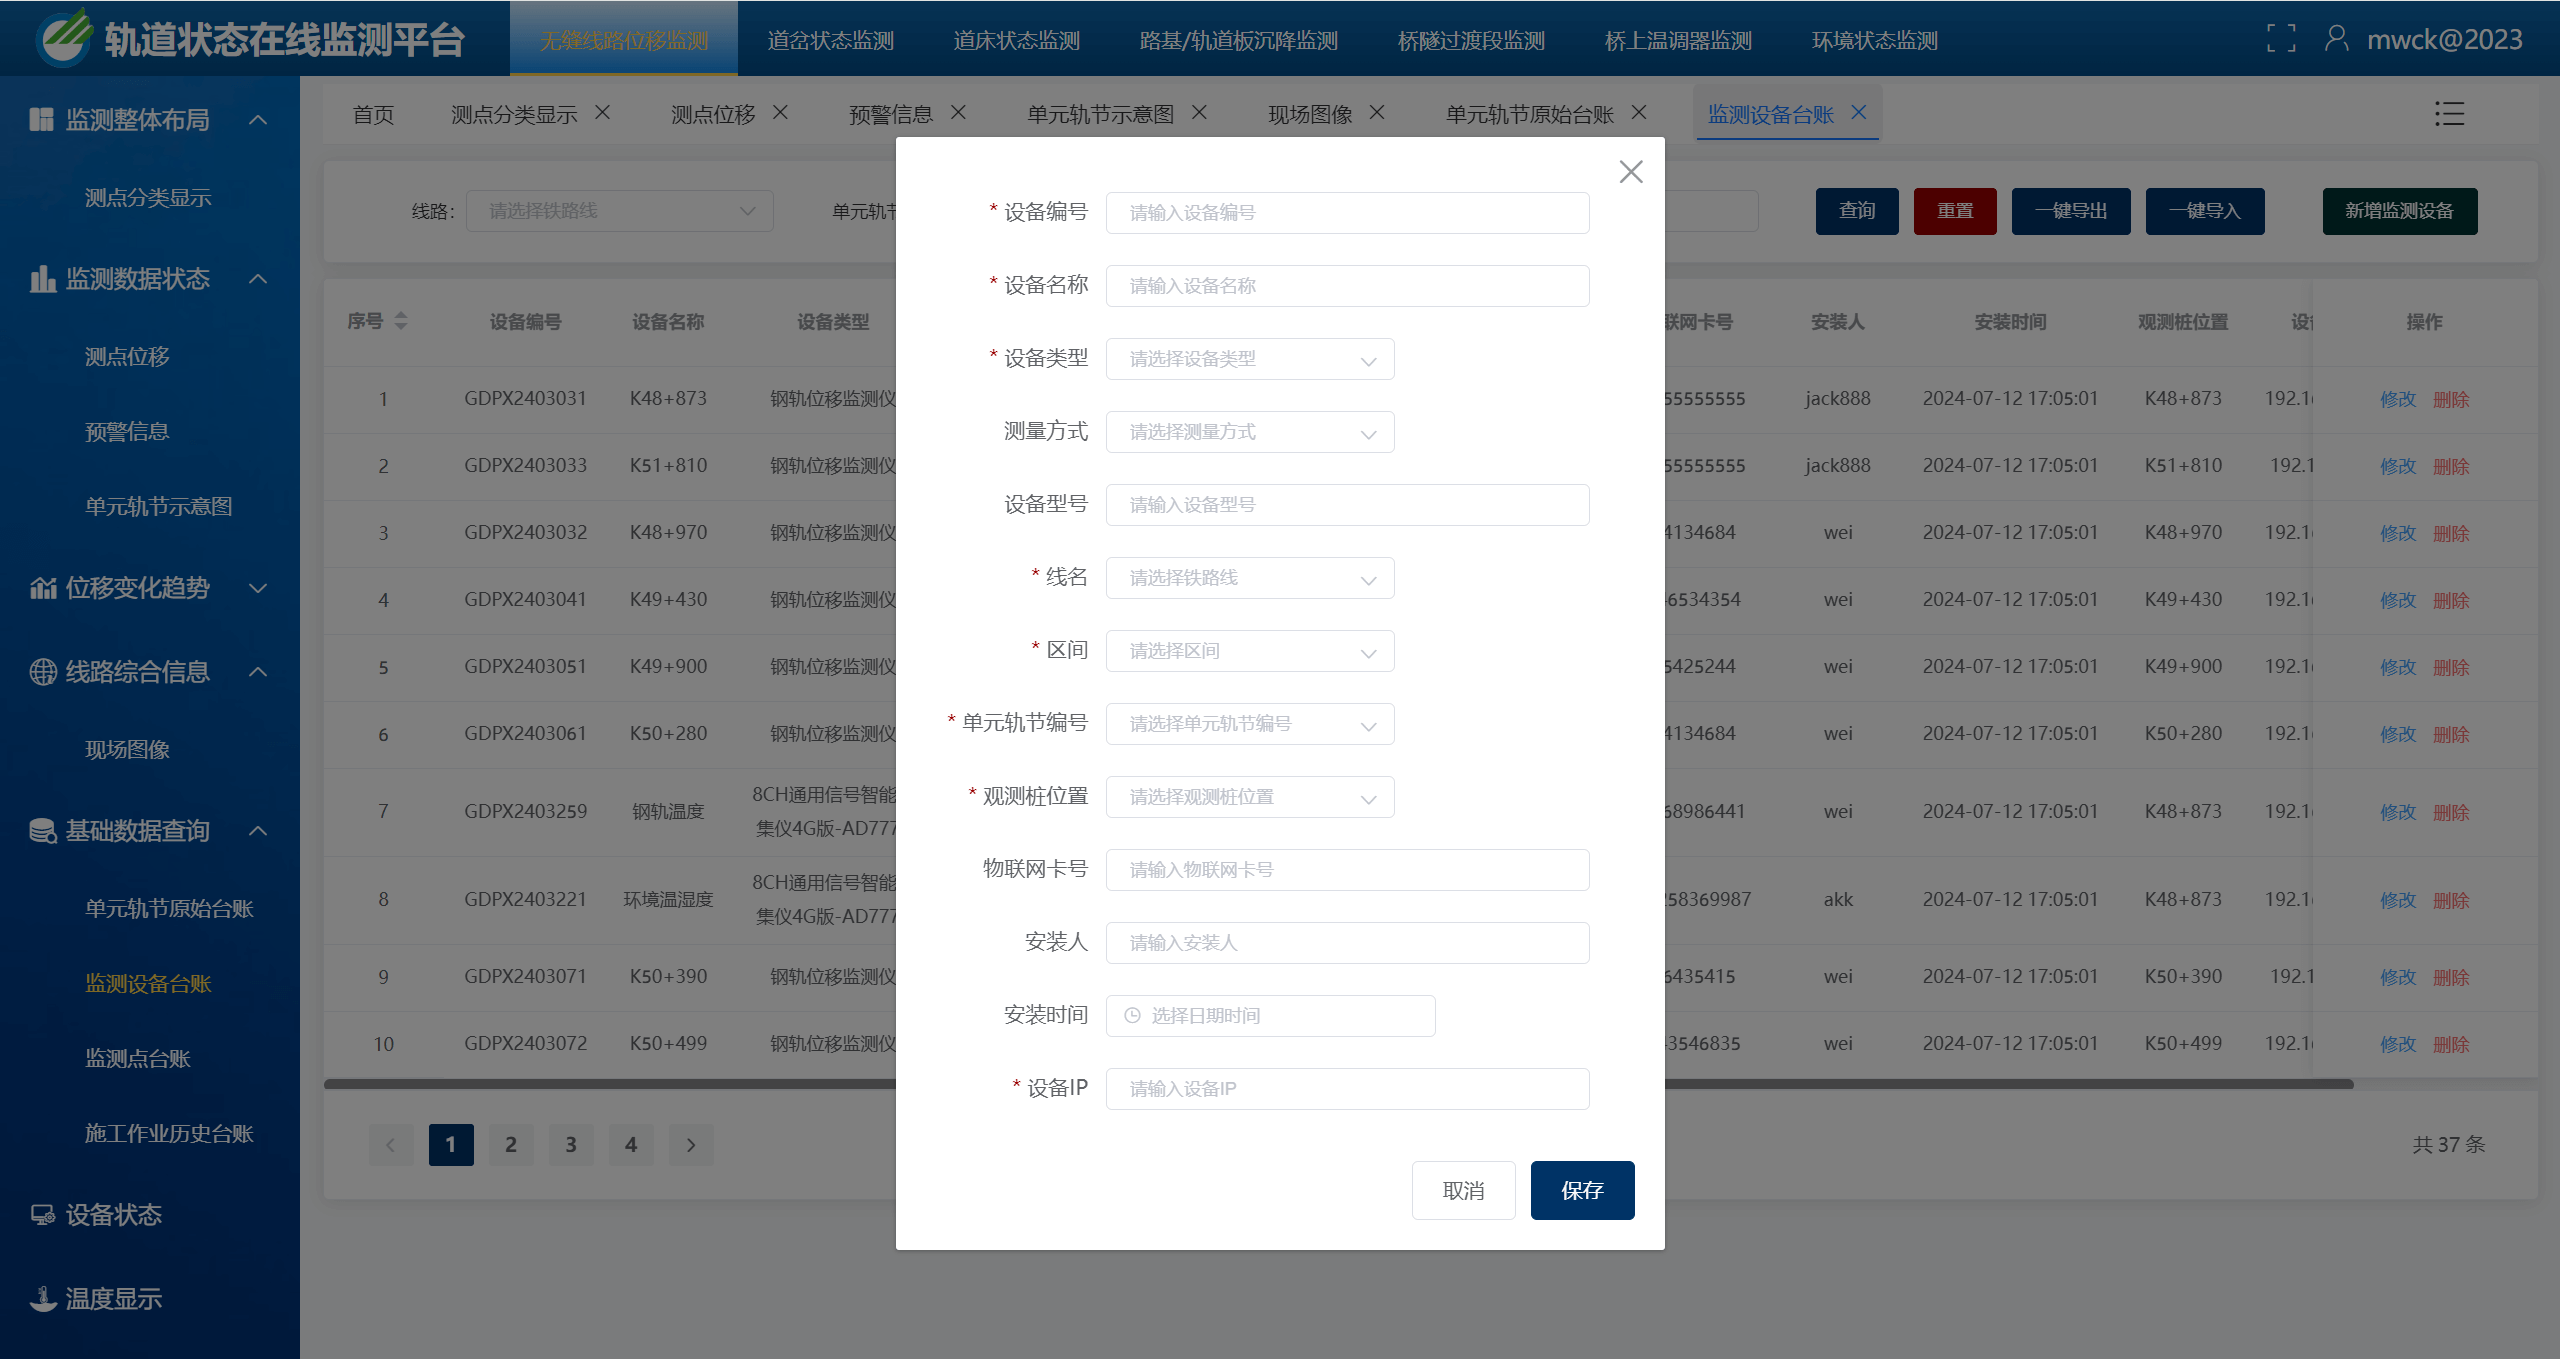 轨道状态在线监测平台
无缝线路位移监测
道岔状态监测
道床状态监测
路基/轨道板沉降监测
桥隧过渡段监测
桥上温调器监测
环境状态监测
mwck@2023
监测整体布局
测点分类显示
监测数据状态
测点位移
预警信息
单元轨节示意图
位移变化趋势
线路综合信息
现场图像
基础数据查询
单元轨节原始台账
监测设备台账
监测点台账
施工作业历史台账
设备状态
温度显示
首页
测点分类显示
测点位移
预警信息
单元轨节示意图
现场图像
单元轨节原始台账
监测设备台账
线路:
请选择铁路线
单元轨节
查询
重置
一键导出
一键导入
新增监测设备
序号 设备编号 设备名称 设备类型 联网卡号 安装人 安装时间 观测桩位置 设备 操作
1 GDPX2403031 K48+873 钢轨位移监测仪 55555555 jack888 2024-07-12 17:05:01 K48+873 192.1 修改 删除
2 GDPX2403033 K51+810 钢轨位移监测仪 55555555 jack888 2024-07-12 17:05:01 K51+810 192.1 修改 删除
3 GDPX2403032 K48+970 钢轨位移监测仪 4134684 wei 2024-07-12 17:05:01 K48+970 192.1 修改 删除
4 GDPX2403041 K49+430 钢轨位移监测仪 6534354 wei 2024-07-12 17:05:01 K49+430 192.1 修改 删除
5 GDPX2403051 K49+900 钢轨位移监测仪 5425244 wei 2024-07-12 17:05:01 K49+900 192.1 修改 删除
6 GDPX2403061 K50+280 钢轨位移监测仪 4134684 wei 2024-07-12 17:05:01 K50+280 192.1 修改 删除
7 GDPX2403259 钢轨温度 8CH通用信号智能 68986441 wei 2024-07-12 17:05:01 K48+873 192.1 修改 删除
集仪4G版-AD777
8 GDPX2403221 环境温湿度 8CH通用信号智能 258369987 akk 2024-07-12 17:05:01 K48+873 192.1 修改 删除
集仪4G版-AD777
9 GDPX2403071 K50+390 钢轨位移监测仪 6435415 wei 2024-07-12 17:05:01 K50+390 192.1 修改 删除
10 GDPX2403072 K50+499 钢轨位移监测仪 3546835 wei 2024-07-12 17:05:01 K50+499 192.1 修改 删除
1 2 3 4
共 37 条
* 设备编号 请输入设备编号
* 设备名称 请输入设备名称
* 设备类型 请选择设备类型
测量方式 请选择测量方式
设备型号 请输入设备型号
* 线名 请选择铁路线
* 区间 请选择区间
* 单元轨节编号 请选择单元轨节编号
* 观测桩位置 请选择观测桩位置
物联网卡号 请输入物联网卡号
安装人 请输入安装人
安装时间 选择日期时间
* 设备IP 请输入设备IP
取消
保存